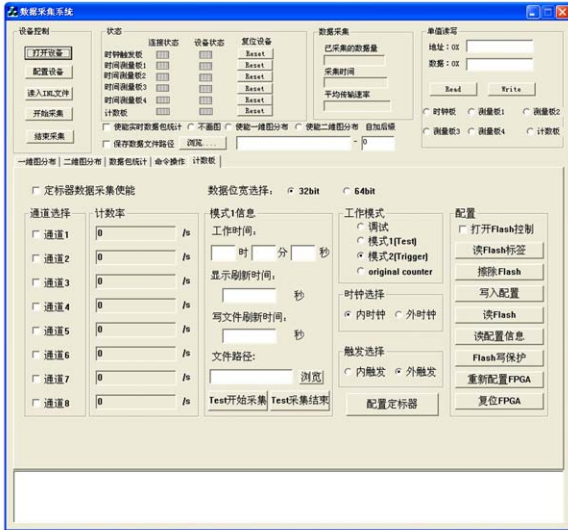 数据采集系统
设备控制
打开设备
配置设备
读入XML文件
开始采集
结束采集
状态
连接状态 设备状态 复位设备
时钟触发板 Reset
时间测量板1 Reset
时间测量板2 Reset
时间测量板3 Reset
时间测量板4 Reset
计数板 Reset
数据采集
已采集的数据量
采集时间
平均传输速率
单值读写
地址：0X
数据：0X
Read Write
时钟板 测量板1 测量板2
测量板3 测量板4 计数板
使能实时数据包统计 不画图 使能一维图分布 使能二维图分布 自加后缀
保存数据文件路径 浏览.... - 0
一维图分布 二维图分布 数据包统计 命令操作 计数板
定标器数据采集使能 数据位宽选择： 32bit 64bit
通道选择
通道1
通道2
通道3
通道4
通道5
通道6
通道7
通道8
计数率
0 /s
0 /s
0 /s
0 /s
0 /s
0 /s
0 /s
0 /s
模式1信息
工作时间：
时 分 秒
显示刷新时间：
秒
写文件刷新时间：
秒
文件路径：
浏览
Test开始采集 Test采集结束
工作模式
调试
模式1(Test)
模式2(Trigger)
original counter
时钟选择
内时钟 外时钟
触发选择
内触发 外触发
配置定标器
配置
打开Flash控制
读Flash标签
擦除Flash
写入配置
读Flash
读配置信息
Flash写保护
重新配置FPGA
复位FPGA